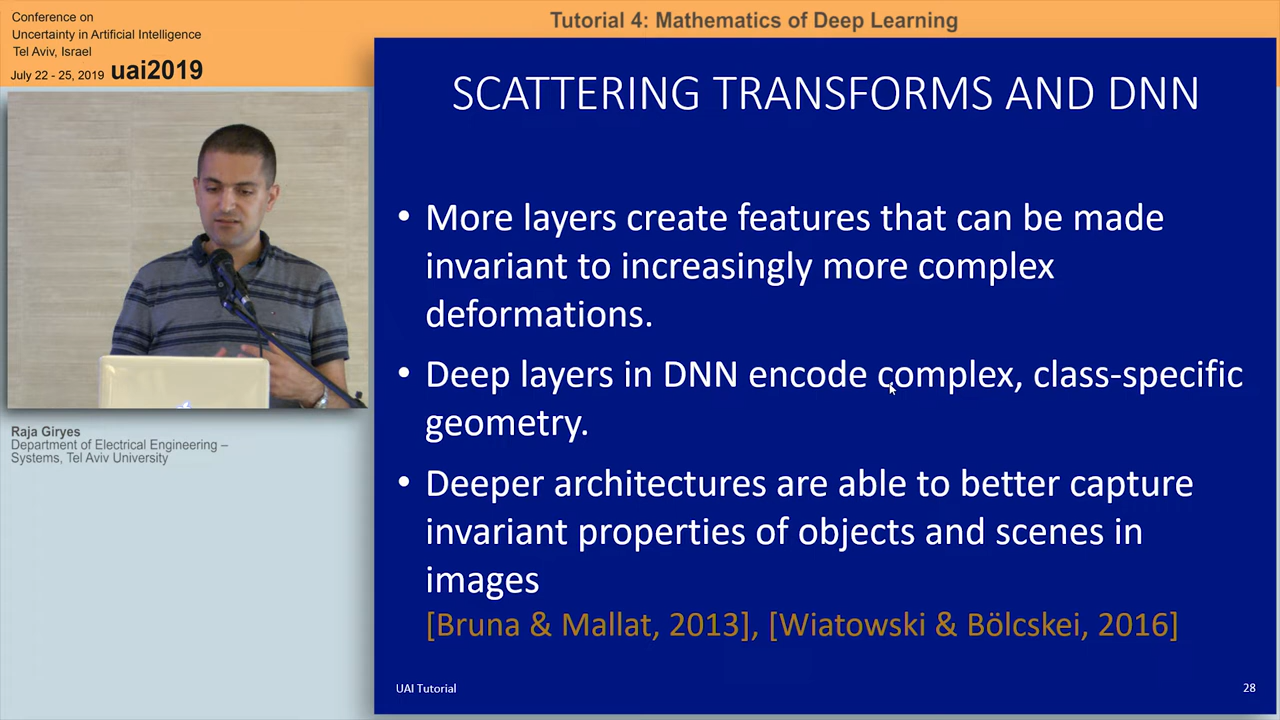 Conference on
Uncertainty in Artificial Intelligence
Tel Aviv, Israel
July 22 - 25, 2019 uai2019
Tutorial 4: Mathematics of Deep Learning
SCATTERING TRANSFORMS AND DNN
• More layers create features that can be made
invariant to increasingly more complex
deformations.
• Deep layers in DNN encode complex, class-specific
geometry.
• Deeper architectures are able to better capture
invariant properties of objects and scenes in
images
[Bruna & Mallat, 2013], [Wiatowski & Bölcskei, 2016]
UAI Tutorial
28
Raja Giryes
Department of Electrical Engineering –
Systems, Tel Aviv University